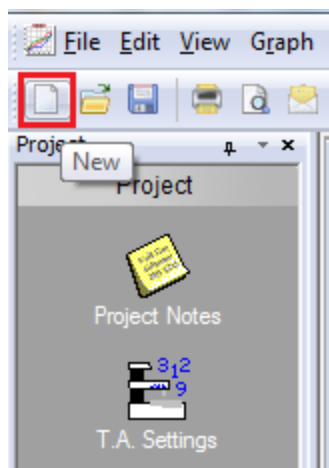 File Edit View Graph
Project
New
Project
Project Notes
T.A. Settings